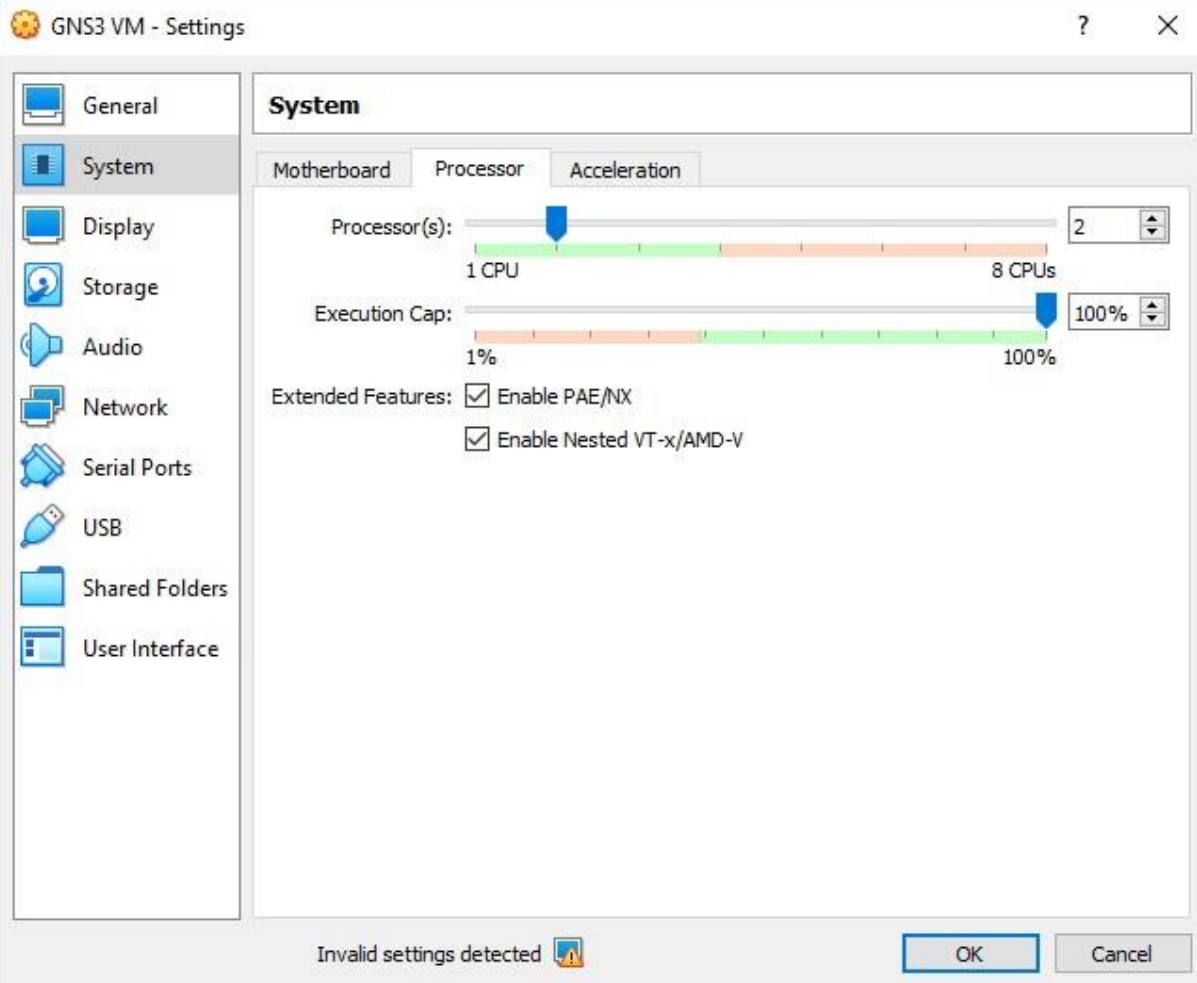 GNS3 VM - Settings
?
General
System
Display
Storage
Audio
Network
Serial Ports
USB
Shared Folders
User Interface
System
Motherboard Processor Acceleration
Processor(s): 2
1 CPU 8 CPUs
Execution Cap: 100%
1% 100%
Extended Features: Enable PAE/NX
Enable Nested VT-x/AMD-V
Invalid settings detected OK Cancel